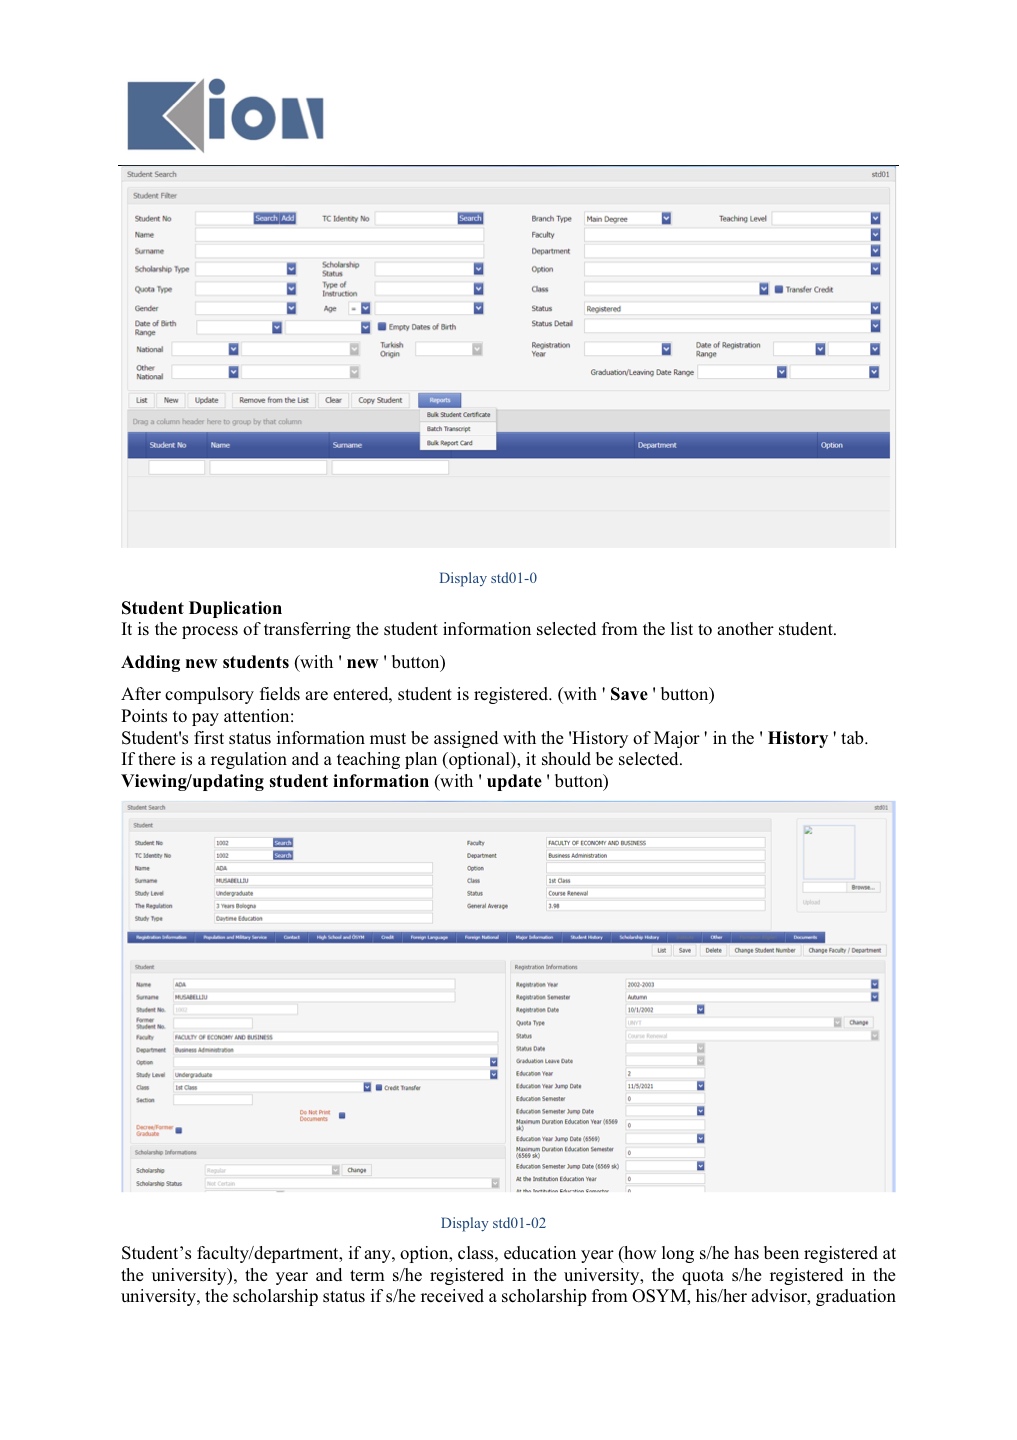 Kion
Student Search std01
Student Filter
Student No Search Add TC Identity No Search Branch Type Main Degree Teaching Level
Name Faculty
Surname Department
Scholarship Type Scholarship Status Option
Quota Type Type of Instruction Class Transfer Credit
Gender Age = Status Registered
Date of Birth Range Empty Dates of Birth Status Detail
National Turkish Origin Registration Year Date of Registration Range
Other National Graduation/Leaving Date Range
List New Update Remove from the List Clear Copy Student Reports
Bulk Student Certificate
Drag a column header here to group by that column
Batch Transcript
Bulk Report Card
Student No Name Surname Department Option
Display std01-0
Student Duplication
It is the process of transferring the student information selected from the list to another student.
Adding new students (with ' new ' button)
After compulsory fields are entered, student is registered. (with ' Save ' button)
Points to pay attention:
Student's first status information must be assigned with the 'History of Major ' in the ' History ' tab.
If there is a regulation and a teaching plan (optional), it should be selected.
Viewing/updating student information (with ' update ' button)
Student Search std01
Student
Student No 1002 Search Faculty FACULTY OF ECONOMY AND BUSINESS
TC Identity No 1002 Search Department Business Administration
Name ADA Option
Surname MUSABELLIU Class 1st Class
Study Level Undergraduate Status Course Renewal
The Regulation 3 Years Bologna General Average 3.98
Study Type Daytime Education
Browse...
Upload
Registration Information Population and Military Service Contact High School and ÖSYM Credit Foreign Language Foreign National Major Information Student History Scholarship History Other Documents
List Save Delete Change Student Number Change Faculty / Department
Student Registration Informations
Name ADA Registration Year 2002-2003
Surname MUSABELLIU Registration Semester Autumn
Student No. 1002 Registration Date 10/1/2002
Former Student No. Quota Type UNYT Change
Faculty FACULTY OF ECONOMY AND BUSINESS Status Course Renewal
Department Business Administration Status Date
Option Graduation Leave Date
Study Level Undergraduate Education Year 2
Class 1st Class Credit Transfer Education Year Jump Date 11/5/2021
Section Education Semester 0
Do Not Print Documents Education Semester Jump Date
Decree/Former Graduate Maximum Duration Education Year (6569 sk) 0
Education Year Jump Date (6569)
Scholarship Informations Maximum Duration Education Semester (6569 sk) 0
Scholarship Regular Change Education Semester Jump Date (6569 sk)
Scholarship Status Not Certain At the Institution Education Year 0
At the Institution Education Semester 0
Display std01-02
Student’s faculty/department, if any, option, class, education year (how long s/he has been registered at
the university), the year and term s/he registered in the university, the quota s/he registered in the
university, the scholarship status if s/he received a scholarship from OSYM, his/her advisor, graduation